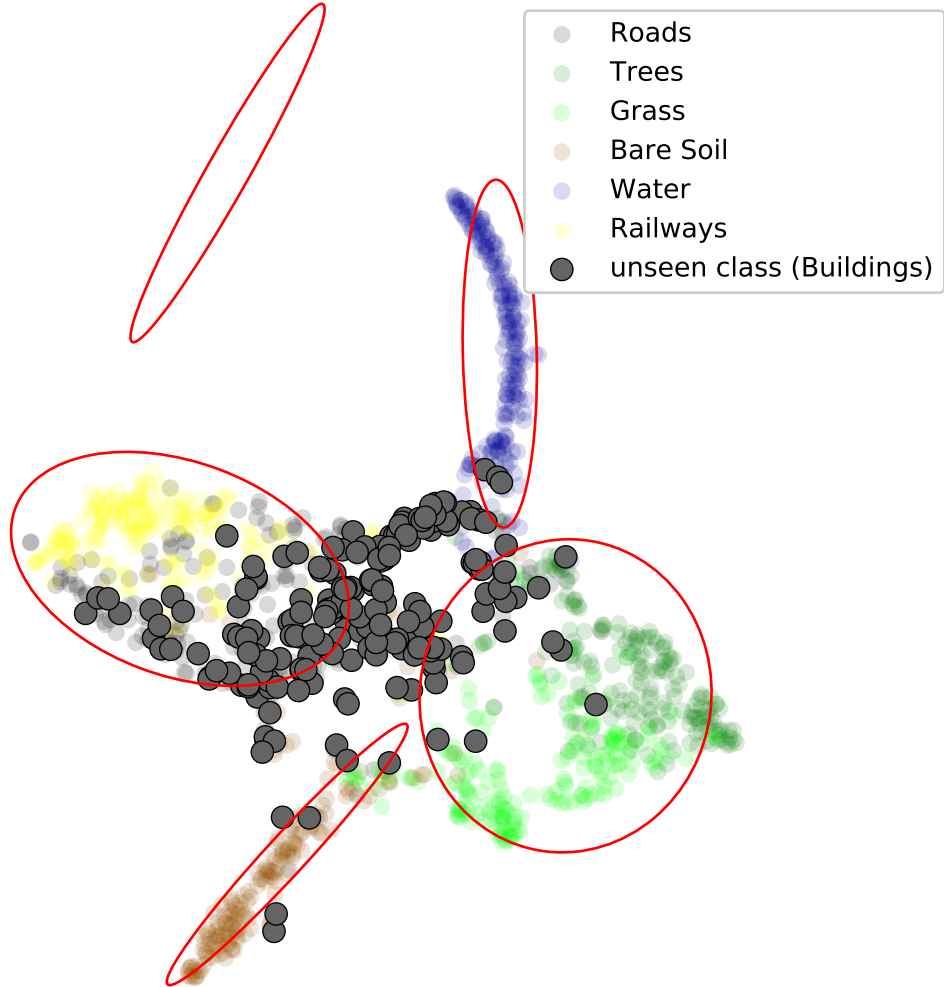 Roads
Trees
Grass
Bare Soil
Water
Railways
unseen class (Buildings)